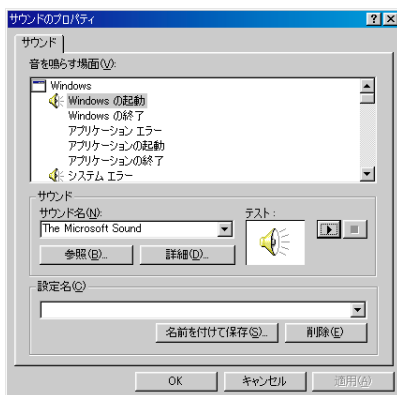 サウンドのプロパティ
サウンド
音を鳴らす場面(V):
Windows
Windows の起動
Windows の終了
アプリケーション エラー
アプリケーションの起動
アプリケーションの終了
システム エラー
サウンド
サウンド名(N):
テスト:
The Microsoft Sound
参照(B)... 詳細(D)...
設定名(C)
名前を付けて保存(S)... 削除(E)
OK キャンセル 適用(A)